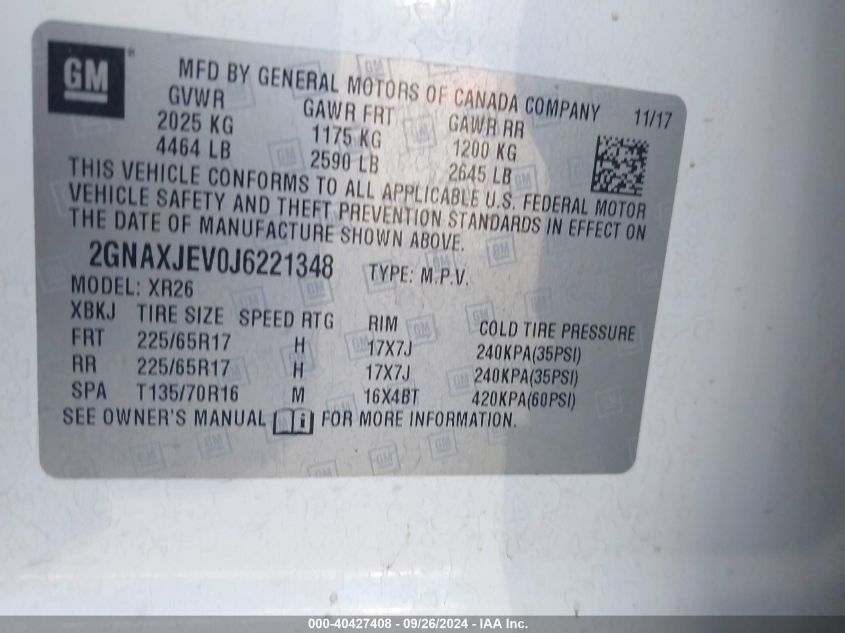 GM ®
MFD BY GENERAL MOTORS OF CANADA COMPANY 11/17
GVWR GAWR FRT GAWR RR
2025 KG 1175 KG 1200 KG
4464 LB 2590 LB 2645 LB
THIS VEHICLE CONFORMS TO ALL APPLICABLE U.S. FEDERAL MOTOR
VEHICLE SAFETY AND THEFT PREVENTION STANDARDS IN EFFECT ON
THE DATE OF MANUFACTURE SHOWN ABOVE.
2GNAXJEV0J6221348 TYPE: M.P.V.
MODEL: XR26
XBKJ TIRE SIZE SPEED RTG RIM COLD TIRE PRESSURE
FRT 225/65R17 H 17X7J 240KPA(35PSI)
RR 225/65R17 H 17X7J 240KPA(35PSI)
SPA T135/70R16 M 16X4BT 420KPA(60PSI)
SEE OWNER'S MANUAL i FOR MORE INFORMATION.
000-40427408 - 09/26/2024 - IAA Inc.